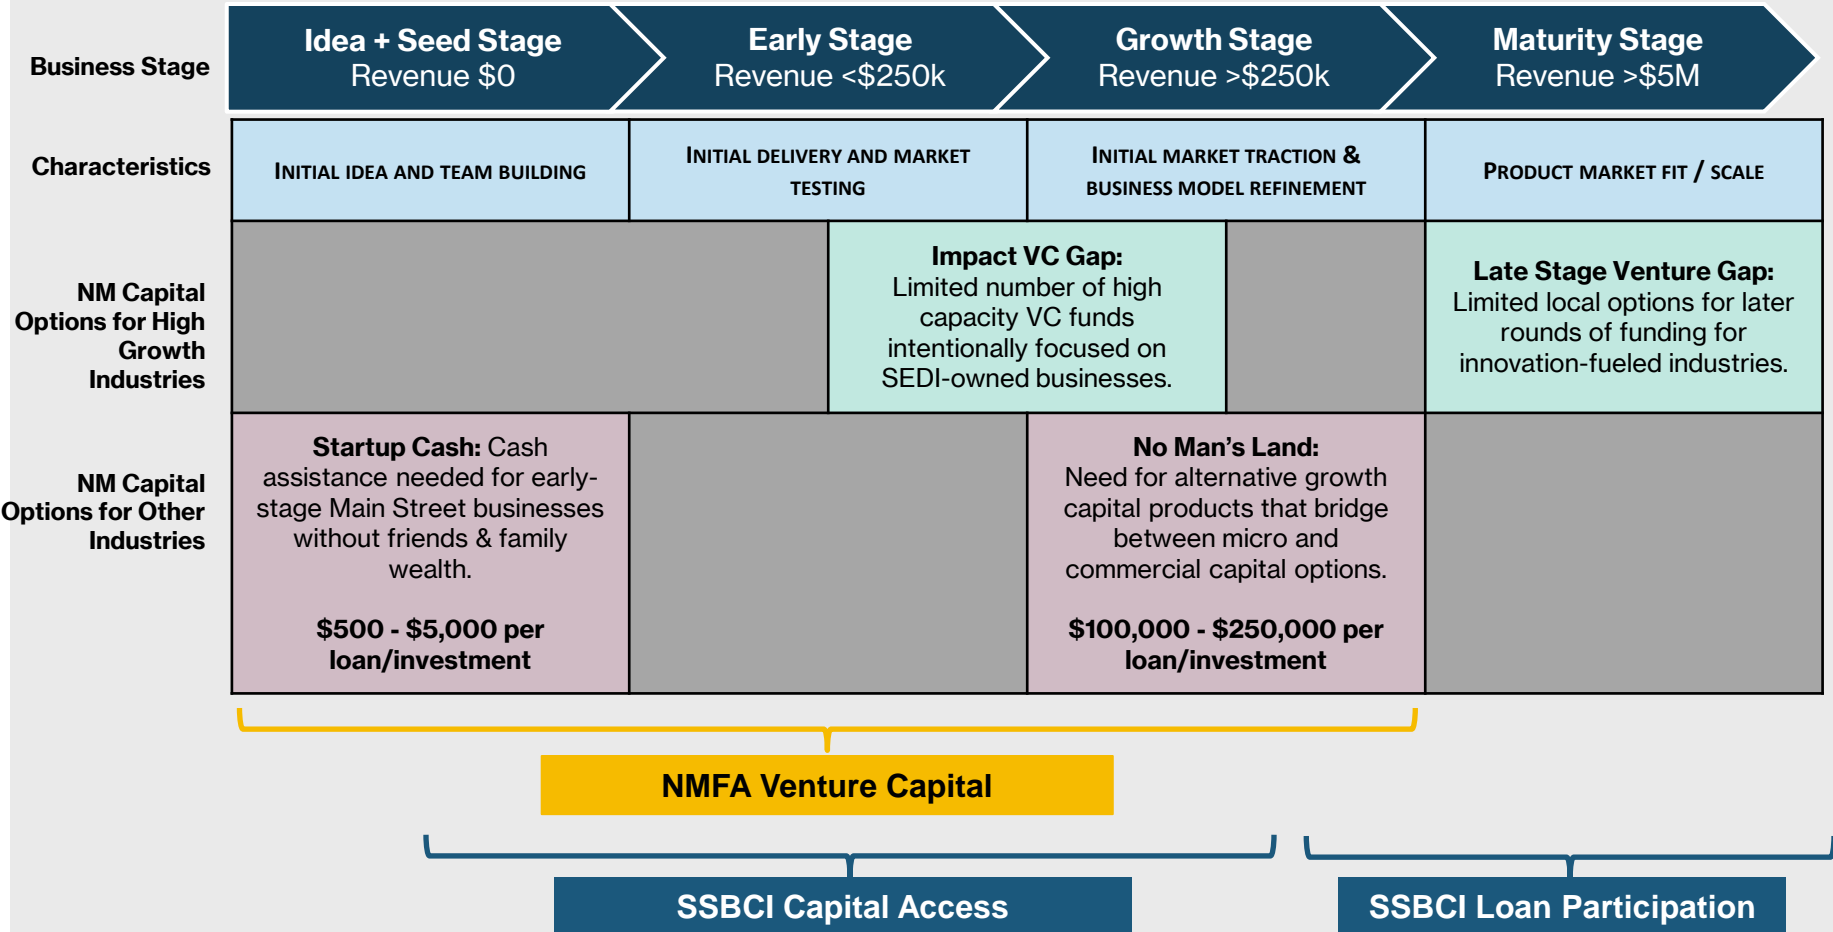 Business Stage
Idea + Seed Stage
Revenue $0
Early Stage
Revenue <$250k
Growth Stage
Revenue >$250k
Maturity Stage
Revenue >$5M
Characteristics
INITIAL IDEA AND TEAM BUILDING
INITIAL DELIVERY AND MARKET
TESTING
INITIAL MARKET TRACTION &
BUSINESS MODEL REFINEMENT
PRODUCT MARKET FIT / SCALE
NM Capital
Options for High
Growth
Industries
Impact VC Gap:
Limited number of high
capacity VC funds
intentionally focused on
SEDI-owned businesses.
Late Stage Venture Gap:
Limited local options for later
rounds of funding for
innovation-fueled industries.
NM Capital
Options for Other
Industries
Startup Cash: Cash
assistance needed for early-
stage Main Street businesses
without friends & family
wealth.
$500 - $5,000 per
loan/investment
No Man’s Land:
Need for alternative growth
capital products that bridge
between micro and
commercial capital options.
$100,000 - $250,000 per
loan/investment
NMFA Venture Capital
SSBCI Capital Access
SSBCI Loan Participation